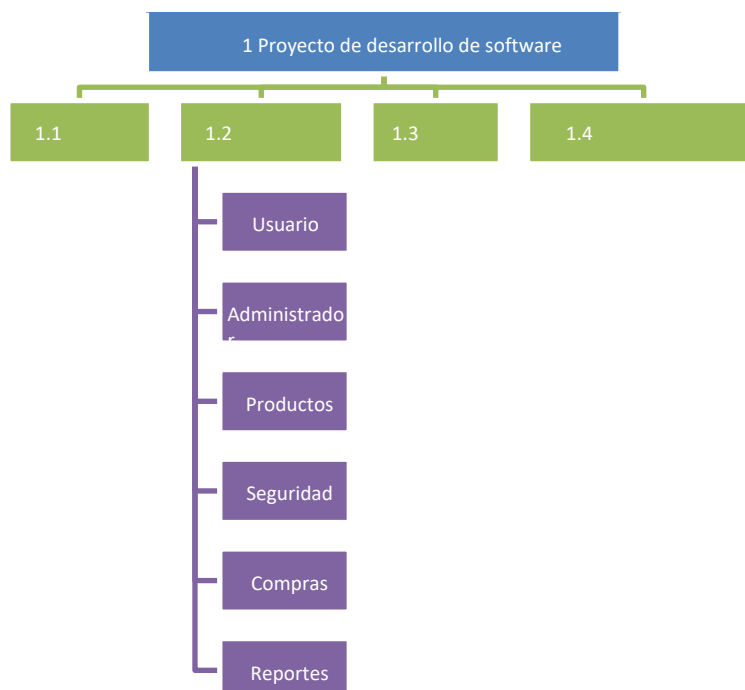 1 Proyecto de desarrollo de software
1.1
1.2
1.3
1.4
Usuario
Administrado
r
Productos
Seguridad
Compras
Reportes